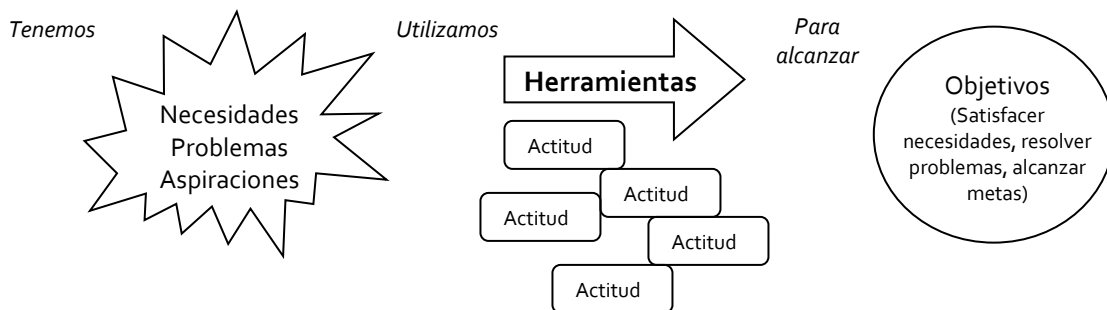 Tenemos
Necesidades
Problemas
Aspiraciones
Utilizamos
Herramientas
Actitud
Actitud
Actitud
Actitud
Actitud
Para
alcanzar
Objetivos
(Satisfacer
necesidades, resolver
problemas, alcanzar
metas)